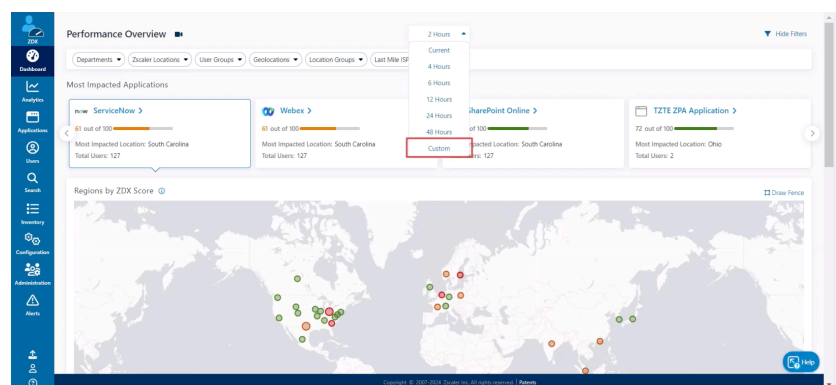 ZDX
Dashboard
Analytics
Applications
Users
Search
Inventory
Configuration
Administration
Alerts
Performance Overview
2 Hours
Current
4 Hours
6 Hours
12 Hours
24 Hours
48 Hours
Custom
Hide Filters
Departments
Zscaler Locations
User Groups
Geolocations
Location Groups
Last Mile ISP
Most Impacted Applications
now ServiceNow >
61 out of 100
Most Impacted Location: South Carolina
Total Users: 127
Webex >
61 out of 100
Most Impacted Location: South Carolina
Total Users: 127
SharePoint Online >
of 100
mpacted Location: South Carolina
ers: 127
TZTE ZPA Application >
72 out of 100
Most Impacted Location: Ohio
Total Users: 2
Regions by ZDX Score
Draw Fence
Help
Copyright © 2007-2024 Zscaler Inc. All rights reserved. | Patents